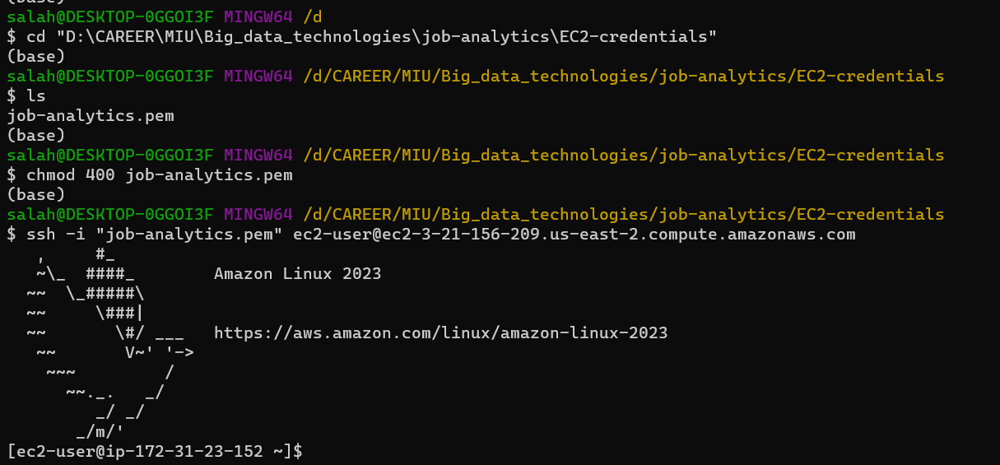 (base)
salah@DESKTOP-0GGOI3F MINGW64 /d
$ cd "D:\CAREER\MIU\Big_data_technologies\job-analytics\EC2-credentials"
(base)
salah@DESKTOP-0GGOI3F MINGW64 /d/CAREER/MIU/Big_data_technologies/job-analytics/EC2-credentials
$ ls
job-analytics.pem
(base)
salah@DESKTOP-0GGOI3F MINGW64 /d/CAREER/MIU/Big_data_technologies/job-analytics/EC2-credentials
$ chmod 400 job-analytics.pem
(base)
salah@DESKTOP-0GGOI3F MINGW64 /d/CAREER/MIU/Big_data_technologies/job-analytics/EC2-credentials
$ ssh -i "job-analytics.pem" ec2-user@ec2-3-21-156-209.us-east-2.compute.amazonaws.com
   ,     #_
   ~\_  ####_        Amazon Linux 2023
  ~~  \_#####\
  ~~     \###|
  ~~       \#/ ___   https://aws.amazon.com/linux/amazon-linux-2023
   ~~       V~' '->
    ~~~         /
      ~~._.   _/
         _/ _/
       _/m/'
[ec2-user@ip-172-31-23-152 ~]$